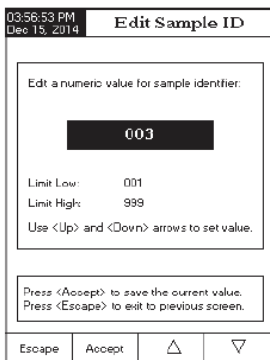 03:56:53 PM
Dec 15, 2014
Edit Sample ID
Edt a numeric value for sample identifier:
003
Limit Low: 001
Limit High: 999
Use <Up> and <Down> arrows to set value.
Press <Accept> to save the current value.
Press <Escape> to exit to previous screen.
Escape Accept △ ▽